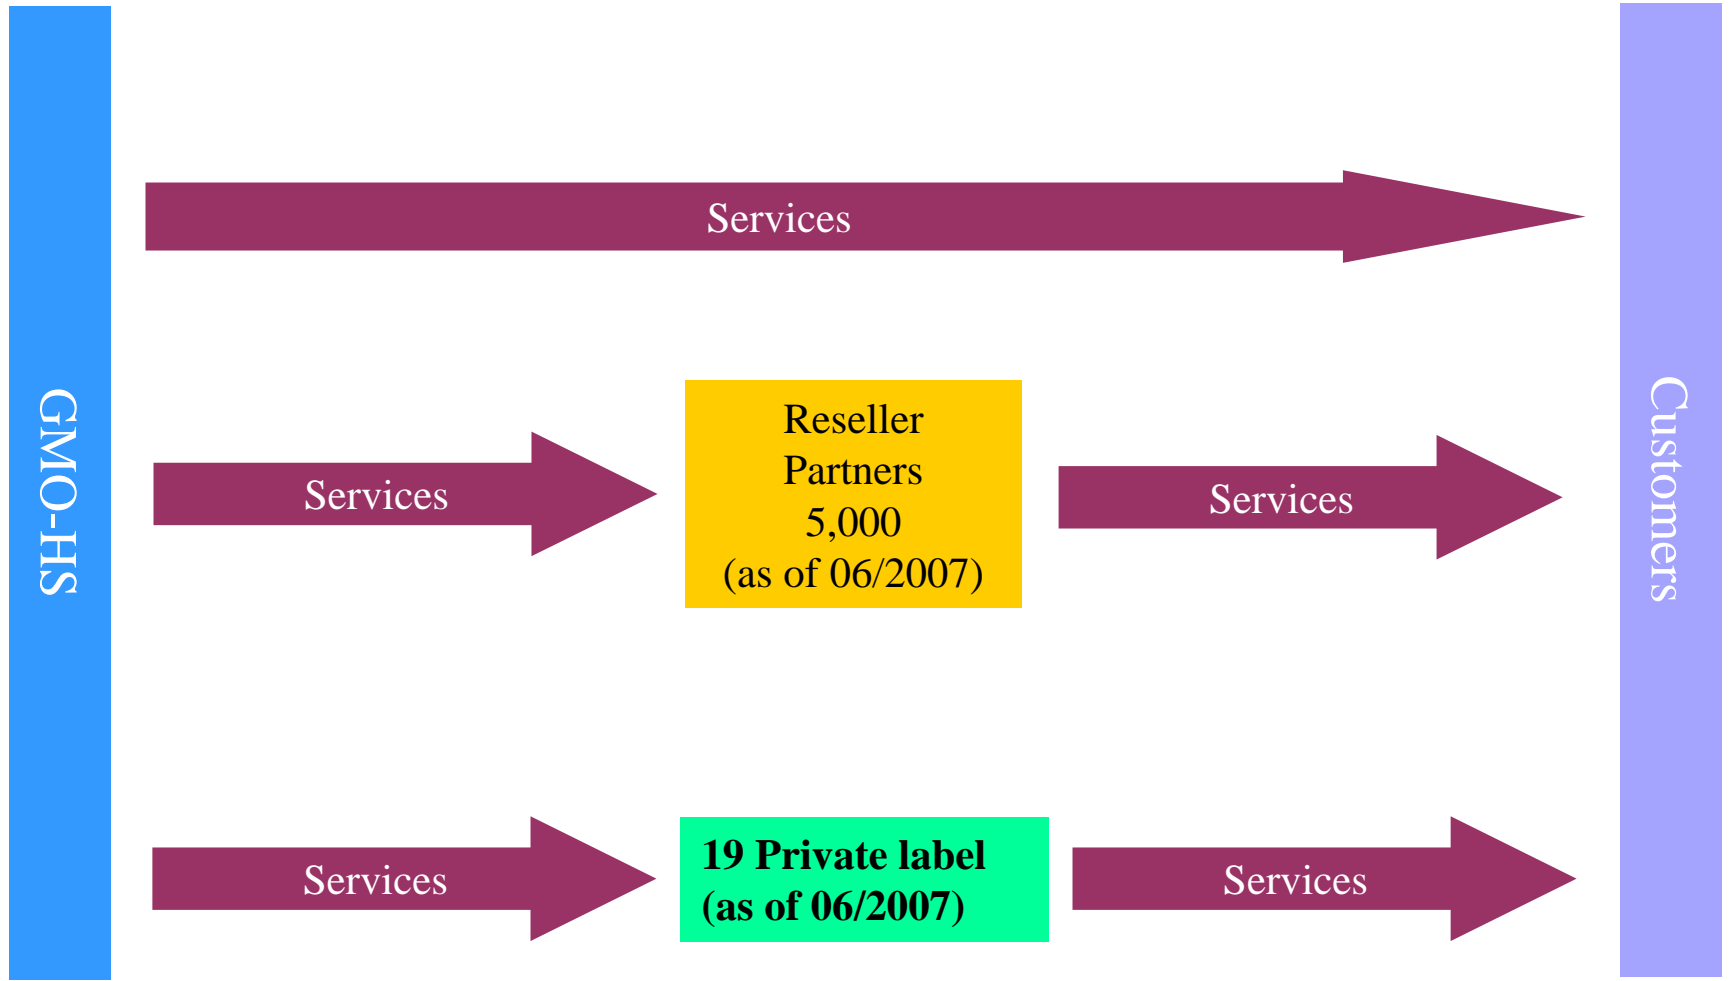 GMO-HS
Services
Services
Reseller
Partners
5,000
(as of 06/2007)
Services
Services
19 Private label
(as of 06/2007)
Services
Customers